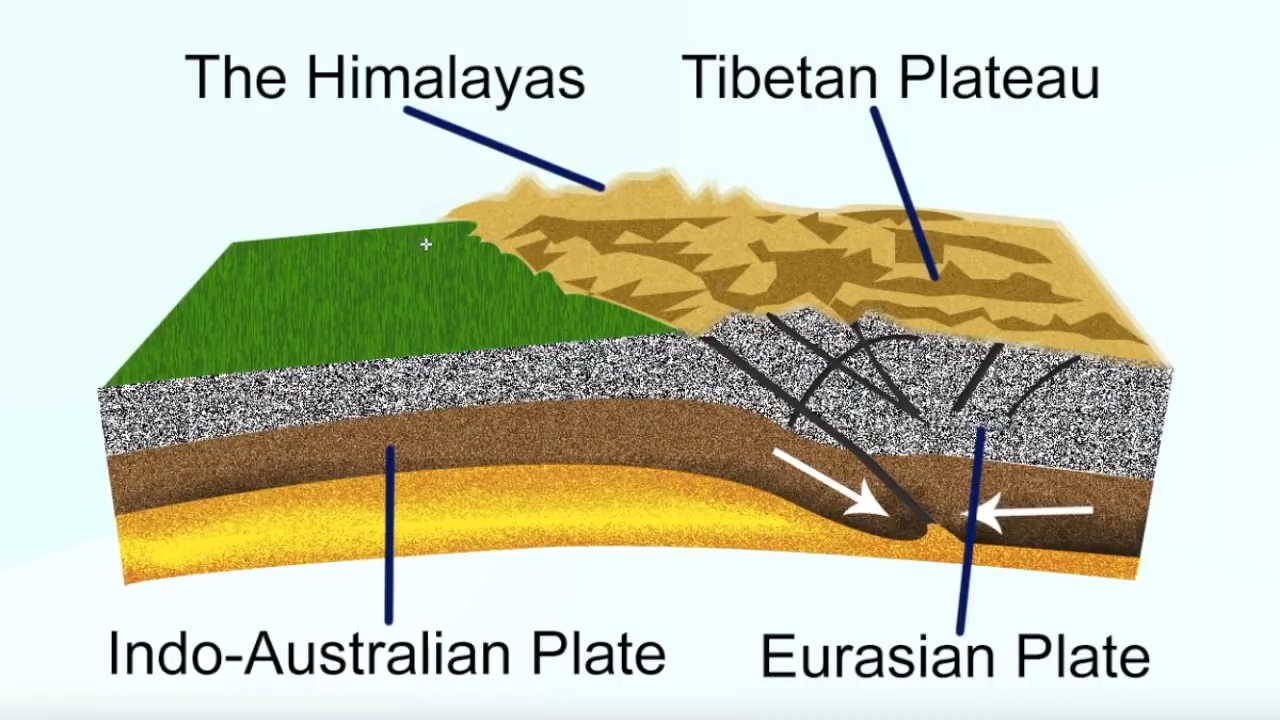 The Himalayas
Tibetan Plateau
Indo-Australian Plate
Eurasian Plate